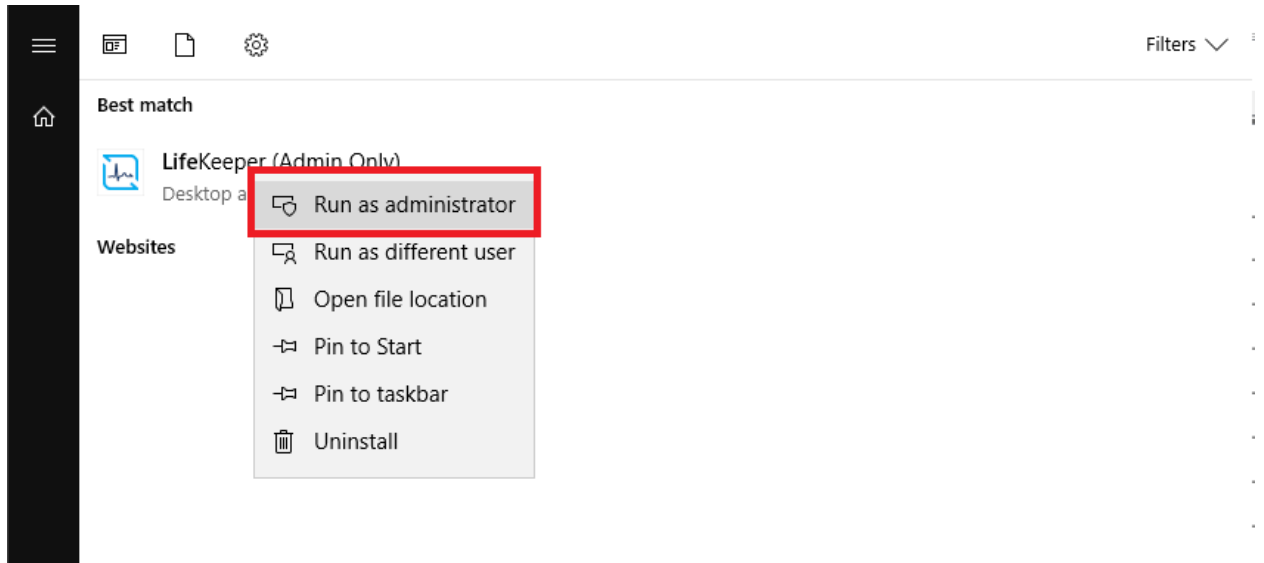 Filters
Best match
LifeKeeper (Admin Only)
Desktop a
Run as administrator
Websites
Run as different user
Open file location
Pin to Start
Pin to taskbar
Uninstall